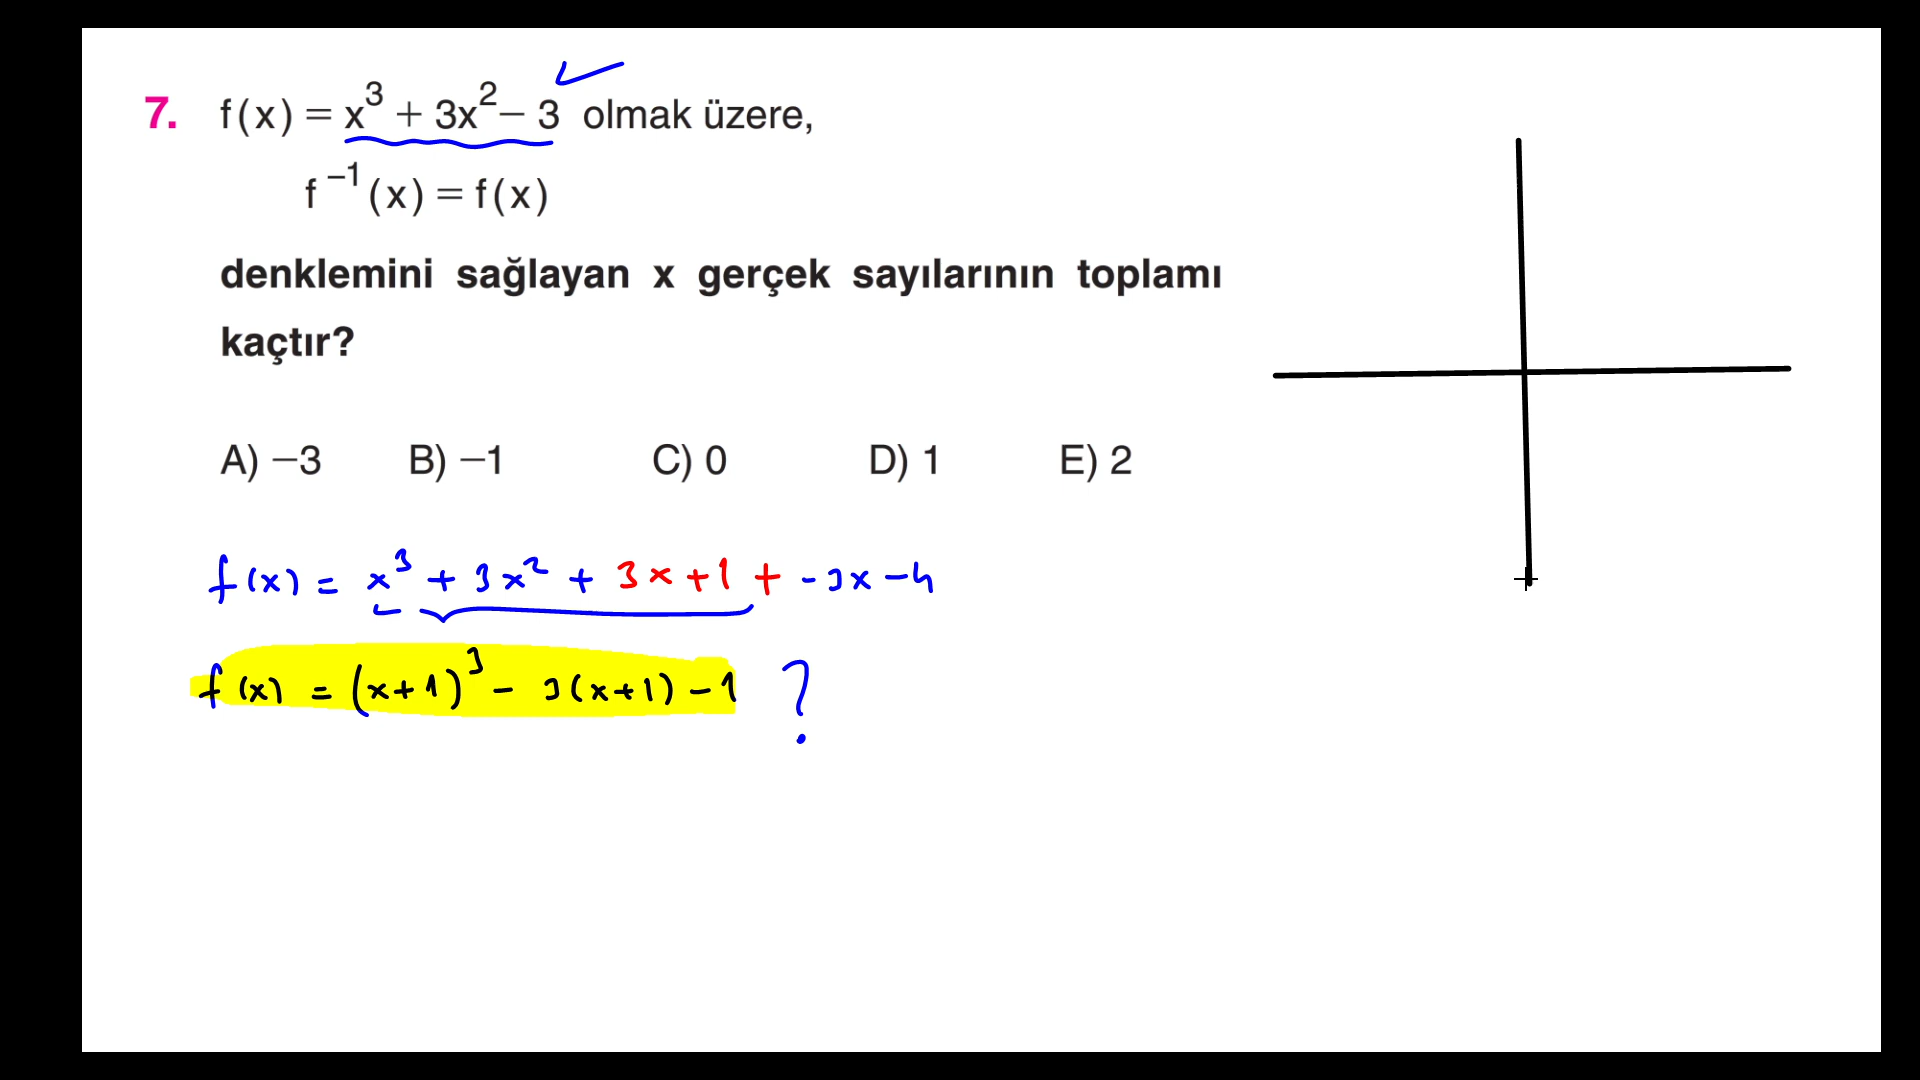 7. f(x) = x³ + 3x² − 3 olmak üzere,
f⁻¹(x) = f(x)
denklemini sağlayan x gerçek sayılarının toplamı
kaçtır?
A) −3 B) −1 C) 0 D) 1 E) 2
f(x) = x³ + 3x² + 3x + 1 + -3x - 4
f(x) = (x+1)³ - 3(x+1) - 1 ?